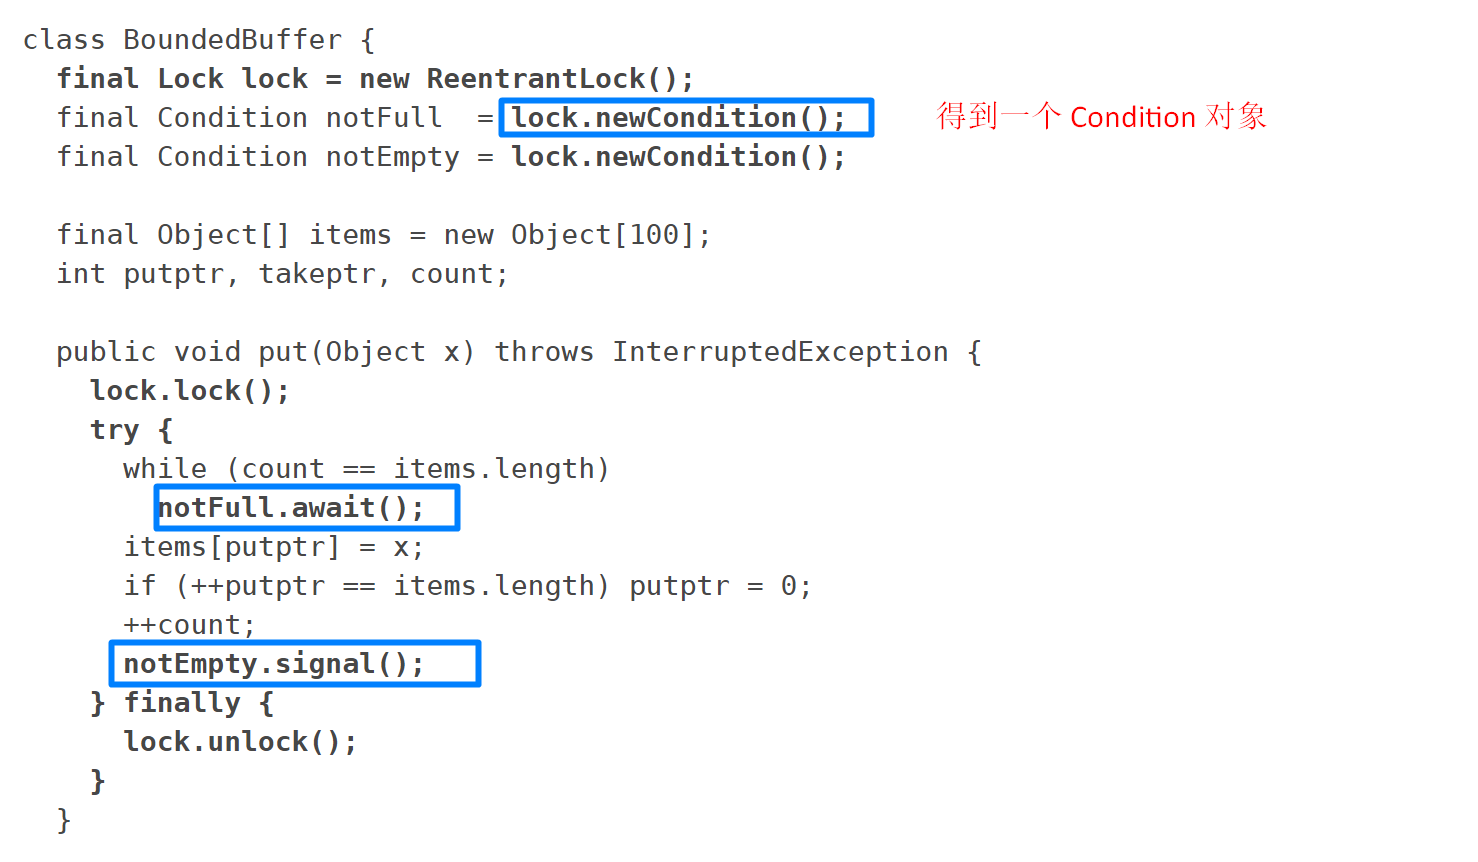 class BoundedBuffer {
  final Lock lock = new ReentrantLock();
  final Condition notFull  = lock.newCondition(); 得到一个 Condition 对象
  final Condition notEmpty = lock.newCondition();
  final Object[] items = new Object[100];
  int putptr, takeptr, count;
  public void put(Object x) throws InterruptedException {
    lock.lock();
    try {
      while (count == items.length)
        notFull.await();
      items[putptr] = x;
      if (++putptr == items.length) putptr = 0;
      ++count;
      notEmpty.signal();
    } finally {
      lock.unlock();
    }
  }